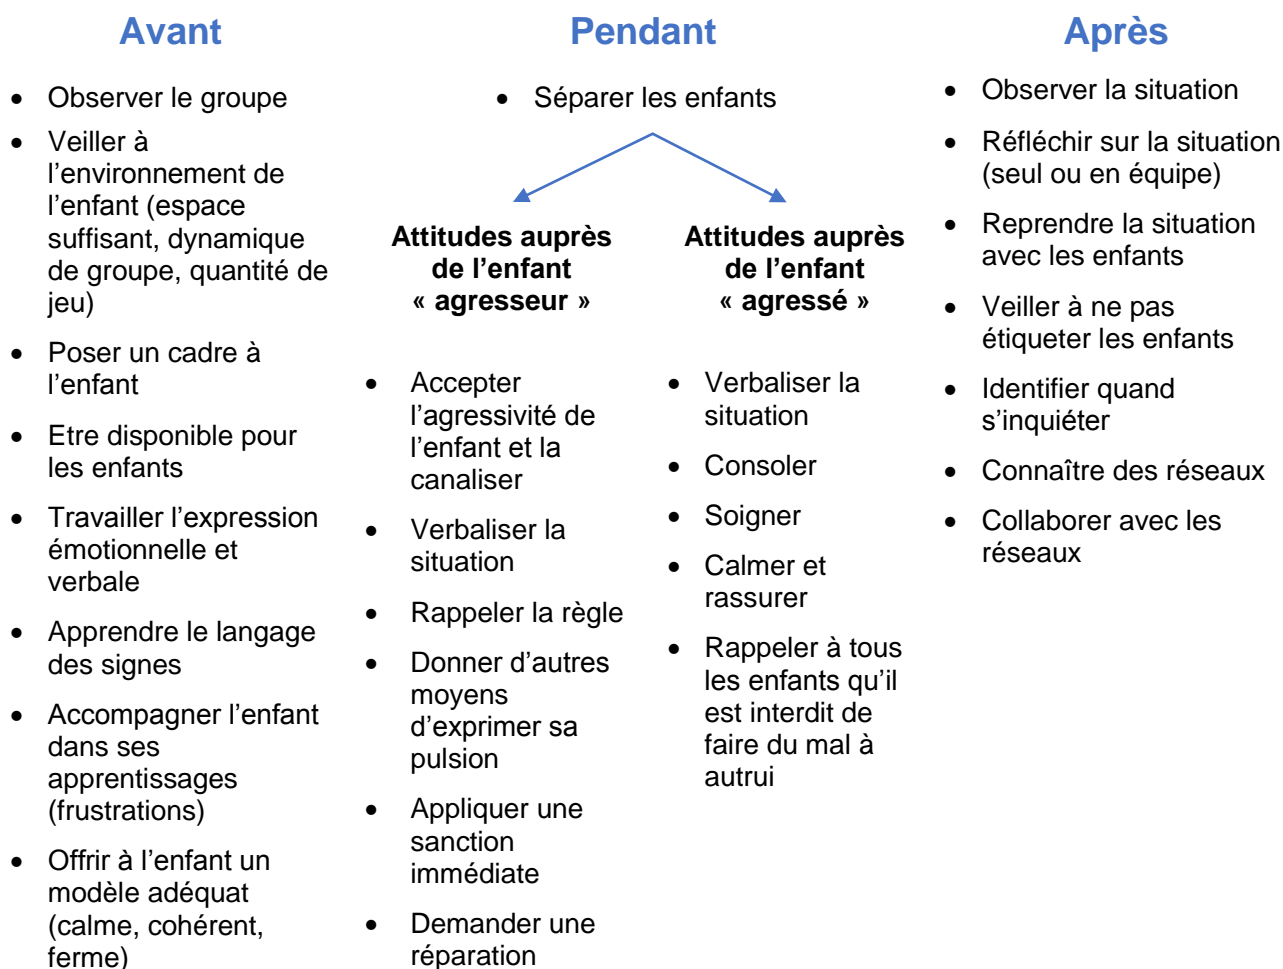 Avant
• Observer le groupe
• Veiller à
l’environnement de
l’enfant (espace
suffisant, dynamique
de groupe, quantité de
jeu)
• Poser un cadre à
l’enfant
• Etre disponible pour
les enfants
• Travailler l’expression
émotionnelle et
verbale
• Apprendre le langage
des signes
• Accompagner l’enfant
dans ses
apprentissages
(frustrations)
• Offrir à l’enfant un
modèle adéquat
(calme, cohérent,
ferme)
Pendant
• Séparer les enfants
Attitudes auprès
de l’enfant
« agresseur »
• Accepter
l’agressivité de
l’enfant et la
canaliser
• Verbaliser la
situation
• Rappeler la règle
• Donner d’autres
moyens
d’exprimer sa
pulsion
• Appliquer une
sanction
immédiate
• Demander une
réparation
Attitudes auprès
de l’enfant
« agressé »
• Verbaliser la
situation
• Consoler
• Soigner
• Calmer et
rassurer
• Rappeler à tous
les enfants qu’il
est interdit de
faire du mal à
autrui
Après
• Observer la situation
• Réfléchir sur la situation
(seul ou en équipe)
• Reprendre la situation
avec les enfants
• Veiller à ne pas
étiqueter les enfants
• Identifier quand
s’inquiéter
• Connaître des réseaux
• Collaborer avec les
réseaux